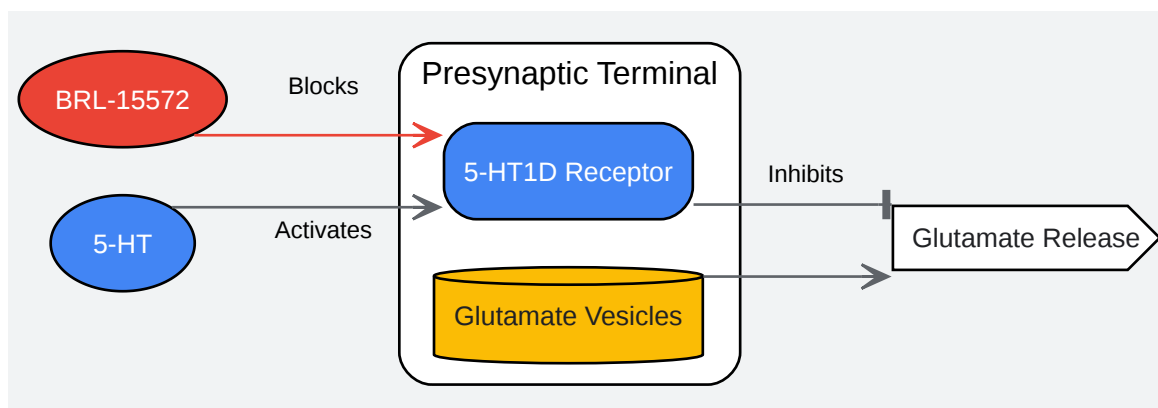 BRL-15572
Blocks
Presynaptic Terminal
5-HT1D Receptor
Inhibits
5-HT
Activates
Glutamate Release
Glutamate Vesicles